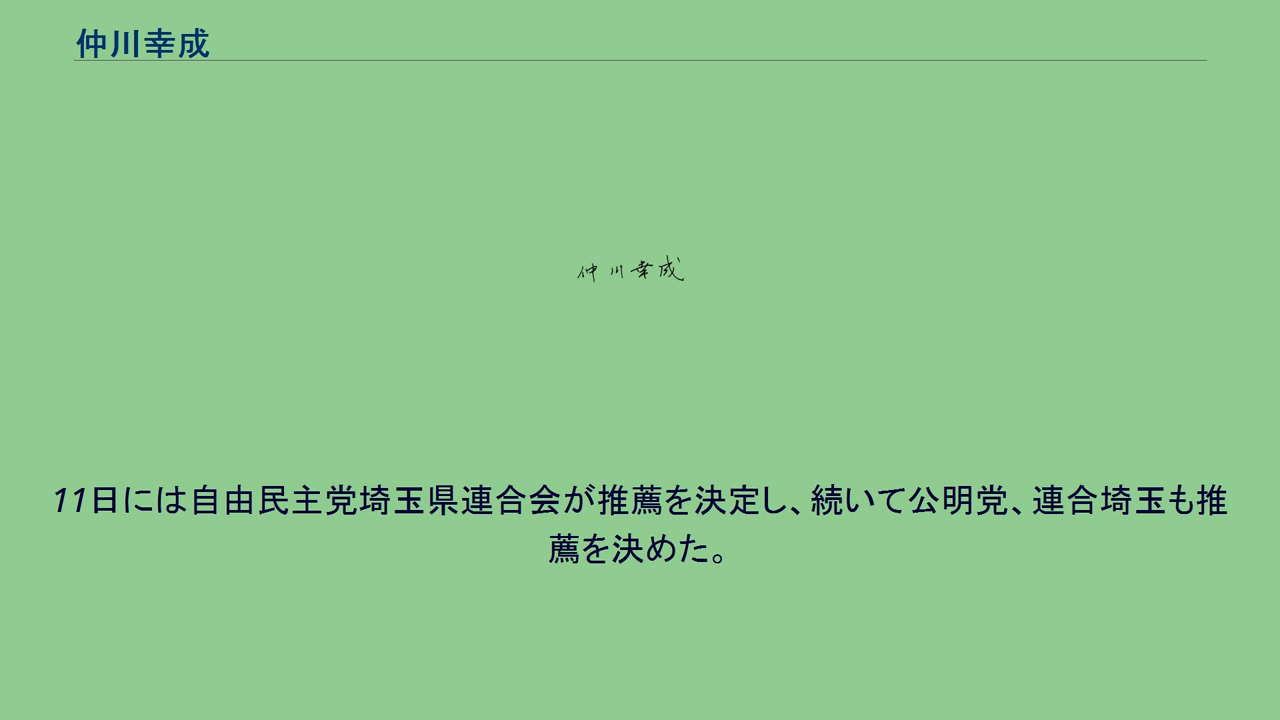 仲川幸成
仲川幸成
11日には自由民主党埼玉県連合会が推薦を決定し、続いて公明党、連合埼玉も推
薦を決めた。